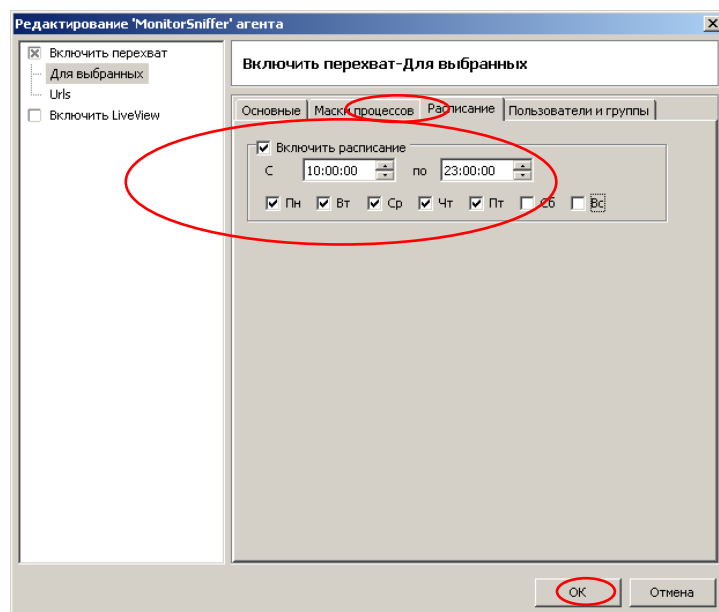 Редактирование 'MonitorSniffer' агента
Включить перехват
Для выбранных
Urls
Включить LiveView
Включить перехват-Для выбранных
Основные Маски процессов Расписание Пользователи и группы
Включить расписание
С 10:00:00 по 23:00:00
Пн Вт Ср Чт Пт Сб Вс
ОК Отмена